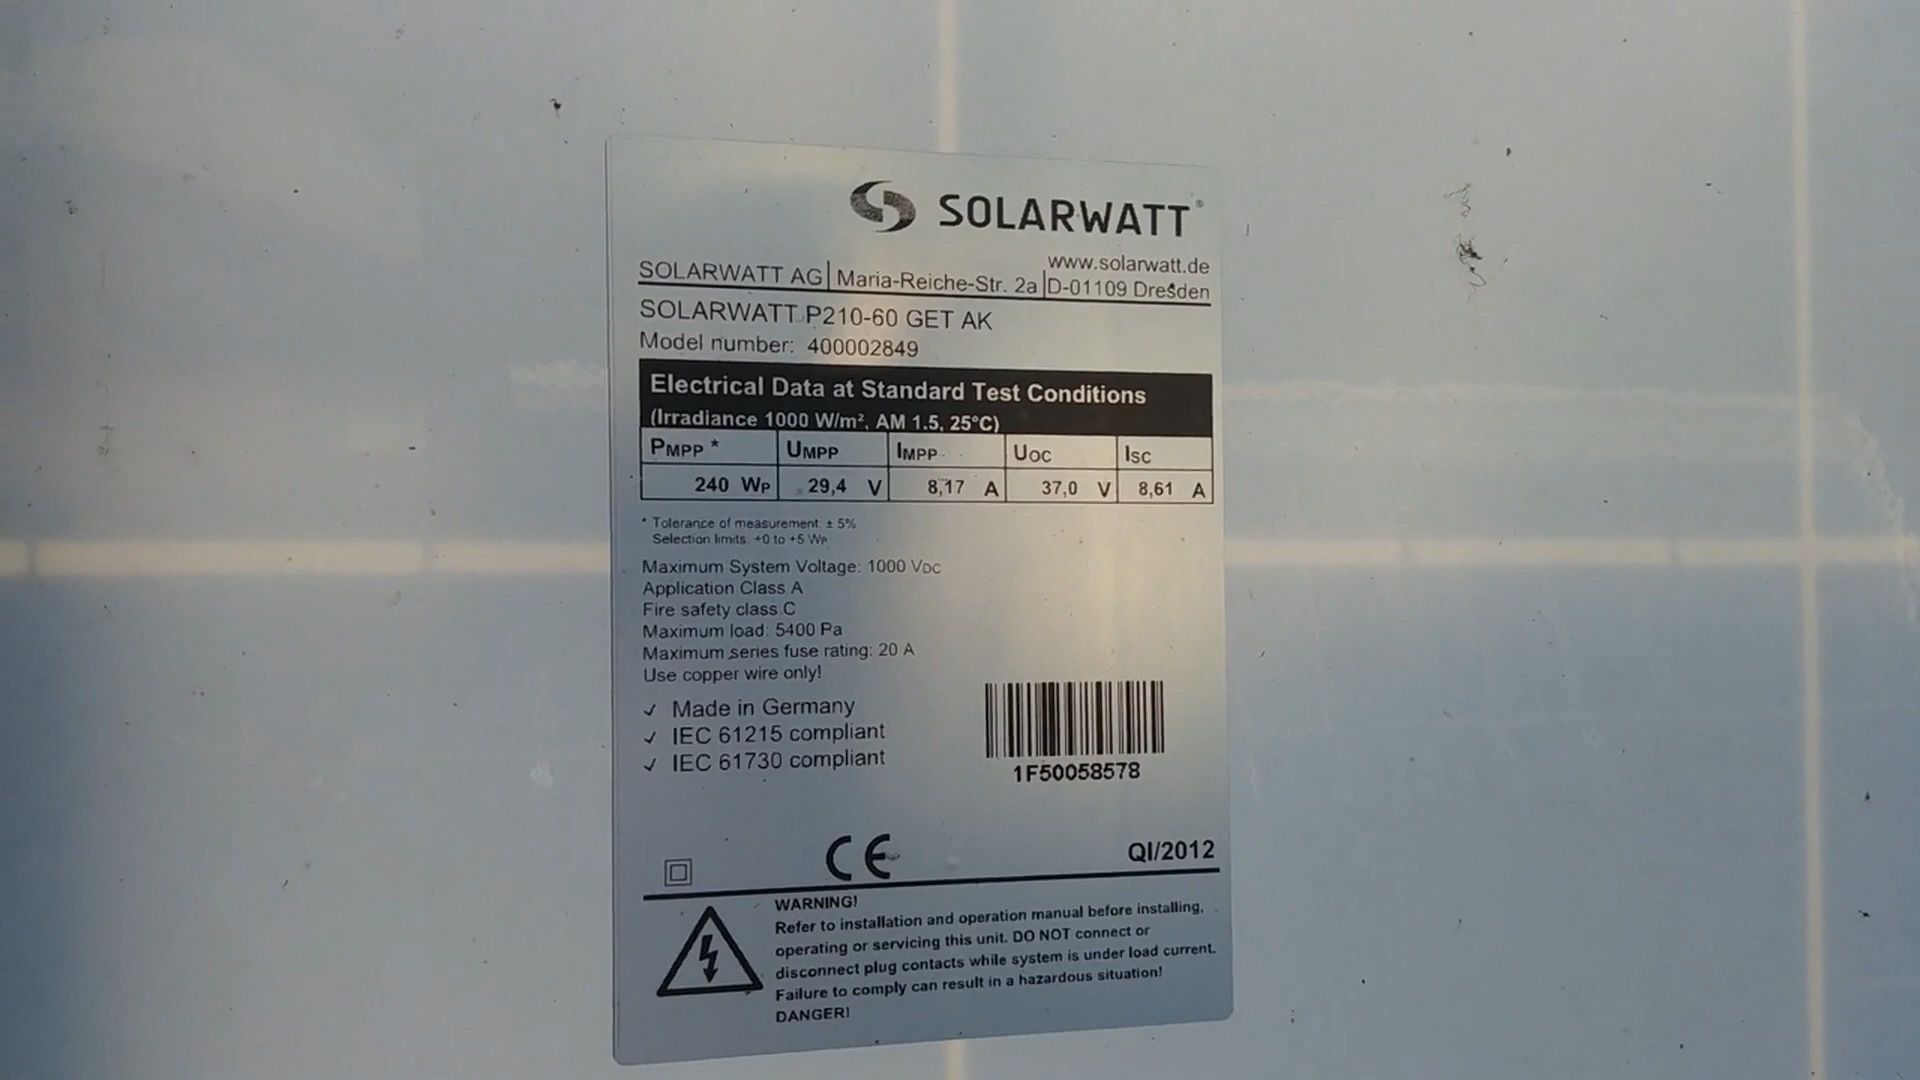 SOLARWATT®
www.solarwatt.de
SOLARWATT AG | Maria-Reiche-Str. 2a | D-01109 Dresden
SOLARWATT P210-60 GET AK
Model number: 400002849
Electrical Data at Standard Test Conditions
(Irradiance 1000 W/m², AM 1.5, 25°C)
PMPP * UMPP IMPP UOC ISC
240 WP 29,4 V 8,17 A 37,0 V 8,61 A
* Tolerance of measurement: ± 5%
Selection limits: +0 to +5 WP
Maximum System Voltage: 1000 VDC
Application Class A
Fire safety class C
Maximum load: 5400 Pa
Maximum series fuse rating: 20 A
Use copper wire only!
✓ Made in Germany
✓ IEC 61215 compliant
✓ IEC 61730 compliant
1F50058578
CE
QI/2012
WARNING!
Refer to installation and operation manual before installing,
operating or servicing this unit. DO NOT connect or
disconnect plug contacts while system is under load current.
Failure to comply can result in a hazardous situation!
DANGER!